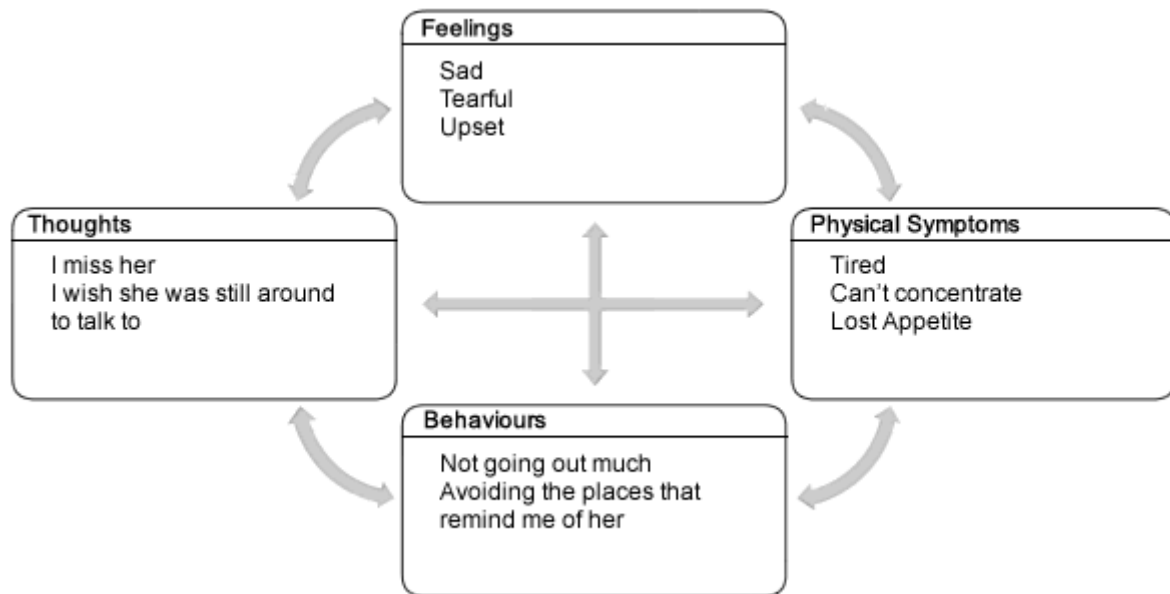 Feelings
Sad
Tearful
Upset
Thoughts
I miss her
I wish she was still around
to talk to
Physical Symptoms
Tired
Can't concentrate
Lost Appetite
Behaviours
Not going out much
Avoiding the places that
remind me of her